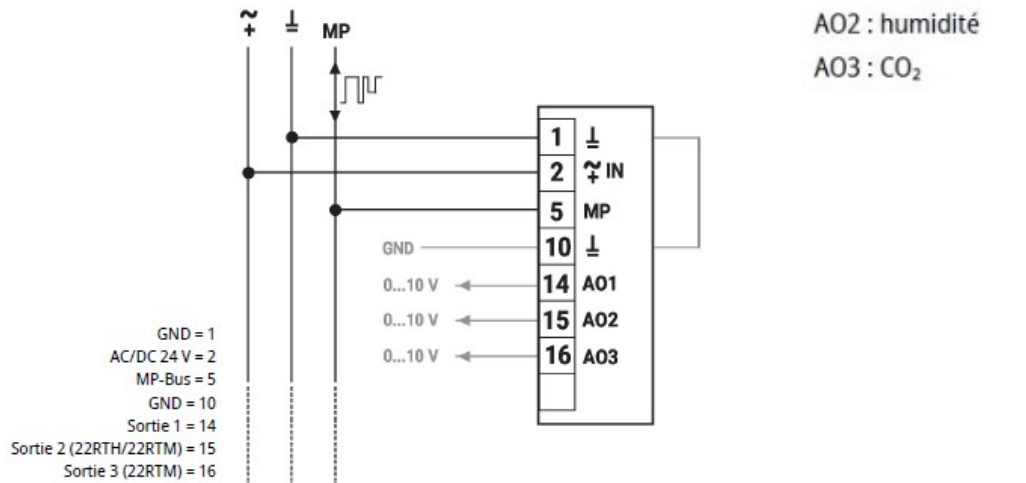 MP
AO2 : humidité
AO3 : CO₂
1
2 IN
5 MP
GND 10
0...10 V 14 AO1
0...10 V 15 AO2
0...10 V 16 AO3
GND = 1
AC/DC 24 V = 2
MP-Bus = 5
GND = 10
Sortie 1 = 14
Sortie 2 (22RTH/22RTM) = 15
Sortie 3 (22RTM) = 16